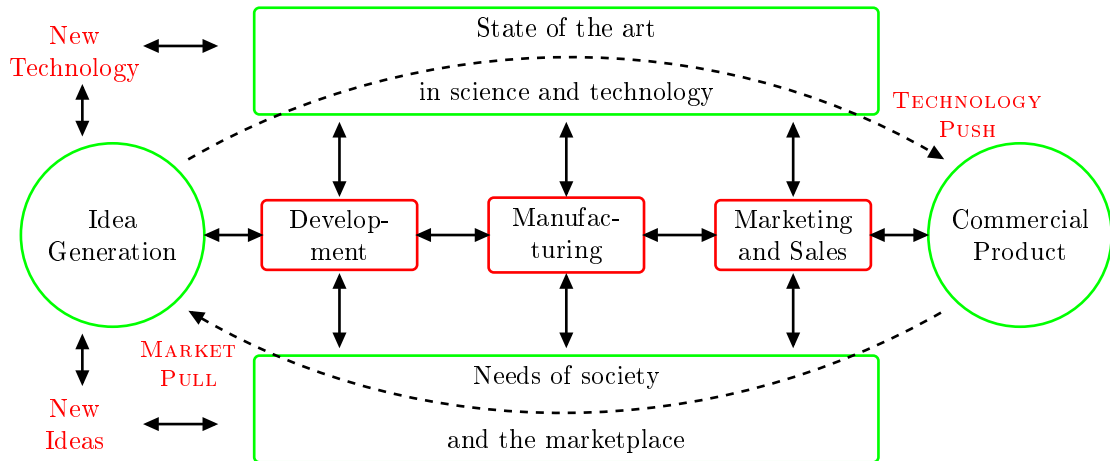 New
Technology
State of the art
in science and technology
TECHNOLOGY
PUSH
Idea
Generation
Develop-
ment
Manufac-
turing
Marketing
and Sales
Commercial
Product
MARKET
PULL
New
Ideas
Needs of society
and the marketplace